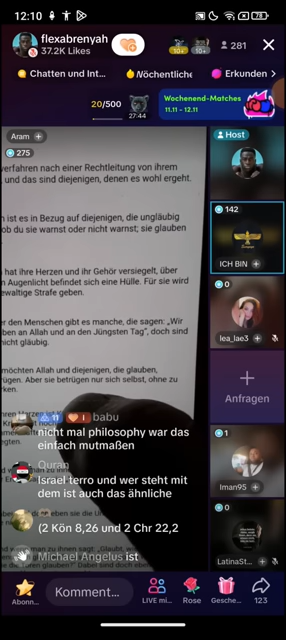 12:10
78
flexabrenyah
37.2K Likes
10+
10+
281
Chatten und Int...
Nöchentliche
Erkunden
20/500
27:44
Wochenend-Matches
11.11 - 12.11
Aram +
275
Host
verfahren nach einer Rechtleitung von ihrem
und das sind diejenigen, denen es wohl ergeht.
n ist es in Bezug auf diejenigen, die ungläubig
ob du sie warnst oder nicht warnst; sie glauben
hat ihre Herzen und ihr Gehör versiegelt, über
Augenlicht befindet sich eine Hülle. Für sie wird
ewaltige Strafe geben.
er den Menschen gibt es manche, die sagen: „Wir
ben an Allah und an den Jüngsten Tag“, doch sind
nicht gläubig.
möchten Allah und diejenigen, die glauben,
rügen. Aber sie betrügen nur sich selbst, ohne zu
rken.
142
ICH BIN +
0
lea_lae3 +
+
Anfragen
1
Iman95 +
0
LatinaSt... +
11
babu
nicht mal philosophy war das
einfach mutmaßen
Quran
Israel terro und wer steht mit
dem ist auch das ähnliche
(2 Kön 8,26 und 2 Chr 22,2
Michael Angelus ist
Abonn...
Komment...
LIVE mi...
Rose
Gesche...
123